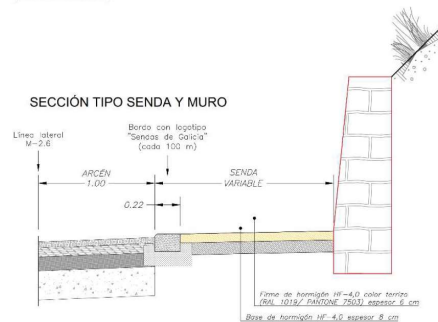 SECCIÓN TIPO SENDA Y MURO
Línea lateral
M-2.6
Bordo con logotipo
"Sendas de Galicia"
(cada 100 m)
ARCÉN
1.00
SENDA
VARIABLE
0.22
Firme de hormigón HF-4,0 color terrizo
(RAL 1019/ PANTONE 7503) espesor 6 cm
Base de hormigón HF-4,0 espesor 8 cm